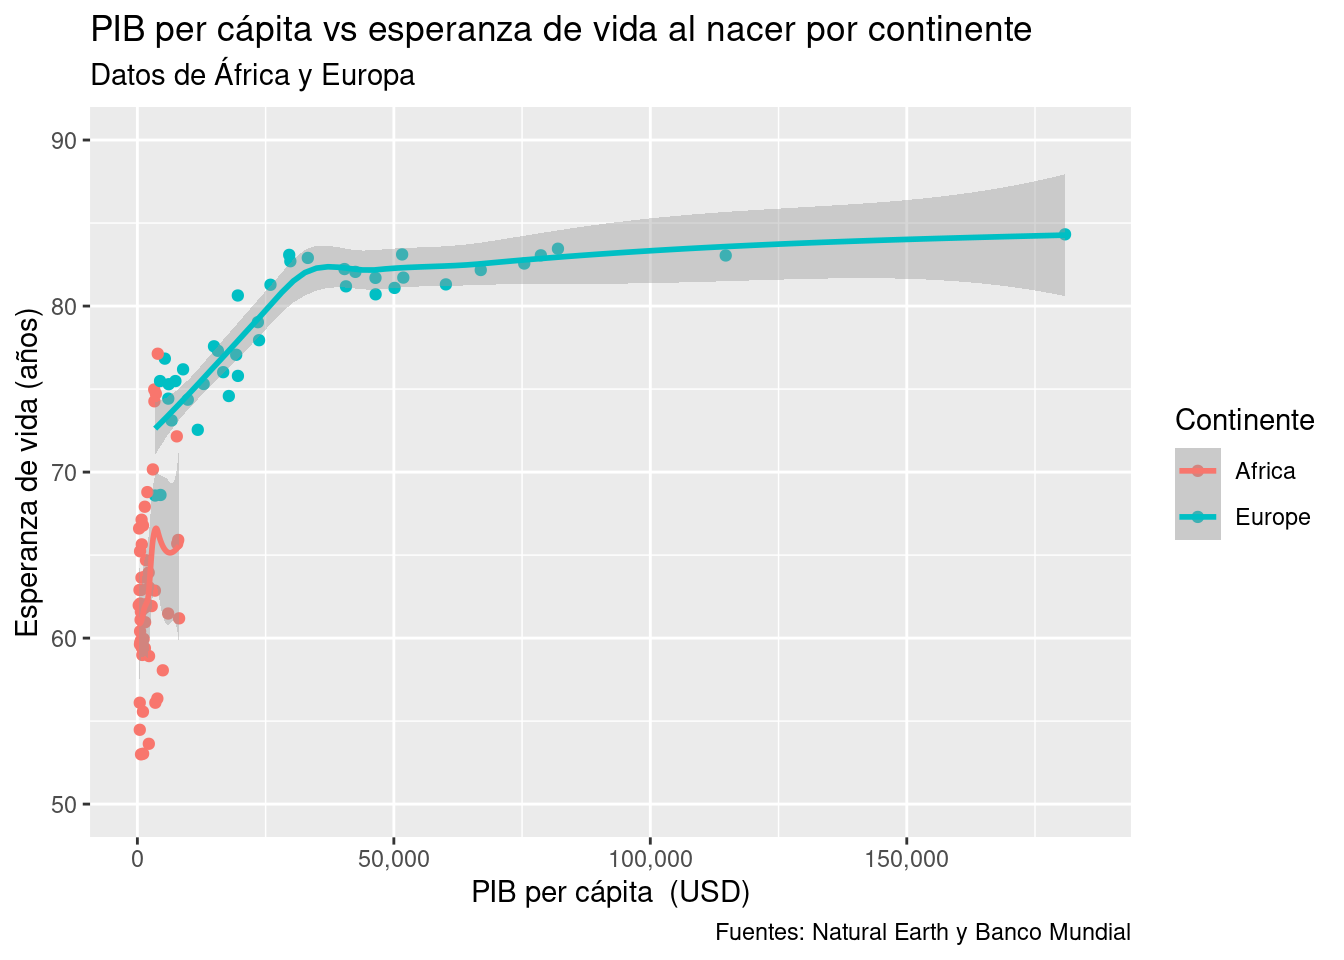 PIB per cápita vs esperanza de vida al nacer por continente
Datos de África y Europa
90
80
70
60
50
Esperanza de vida (años)
0
50,000
100,000
150,000
PIB per cápita  (USD)
Continente
Africa
Europe
Fuentes: Natural Earth y Banco Mundial